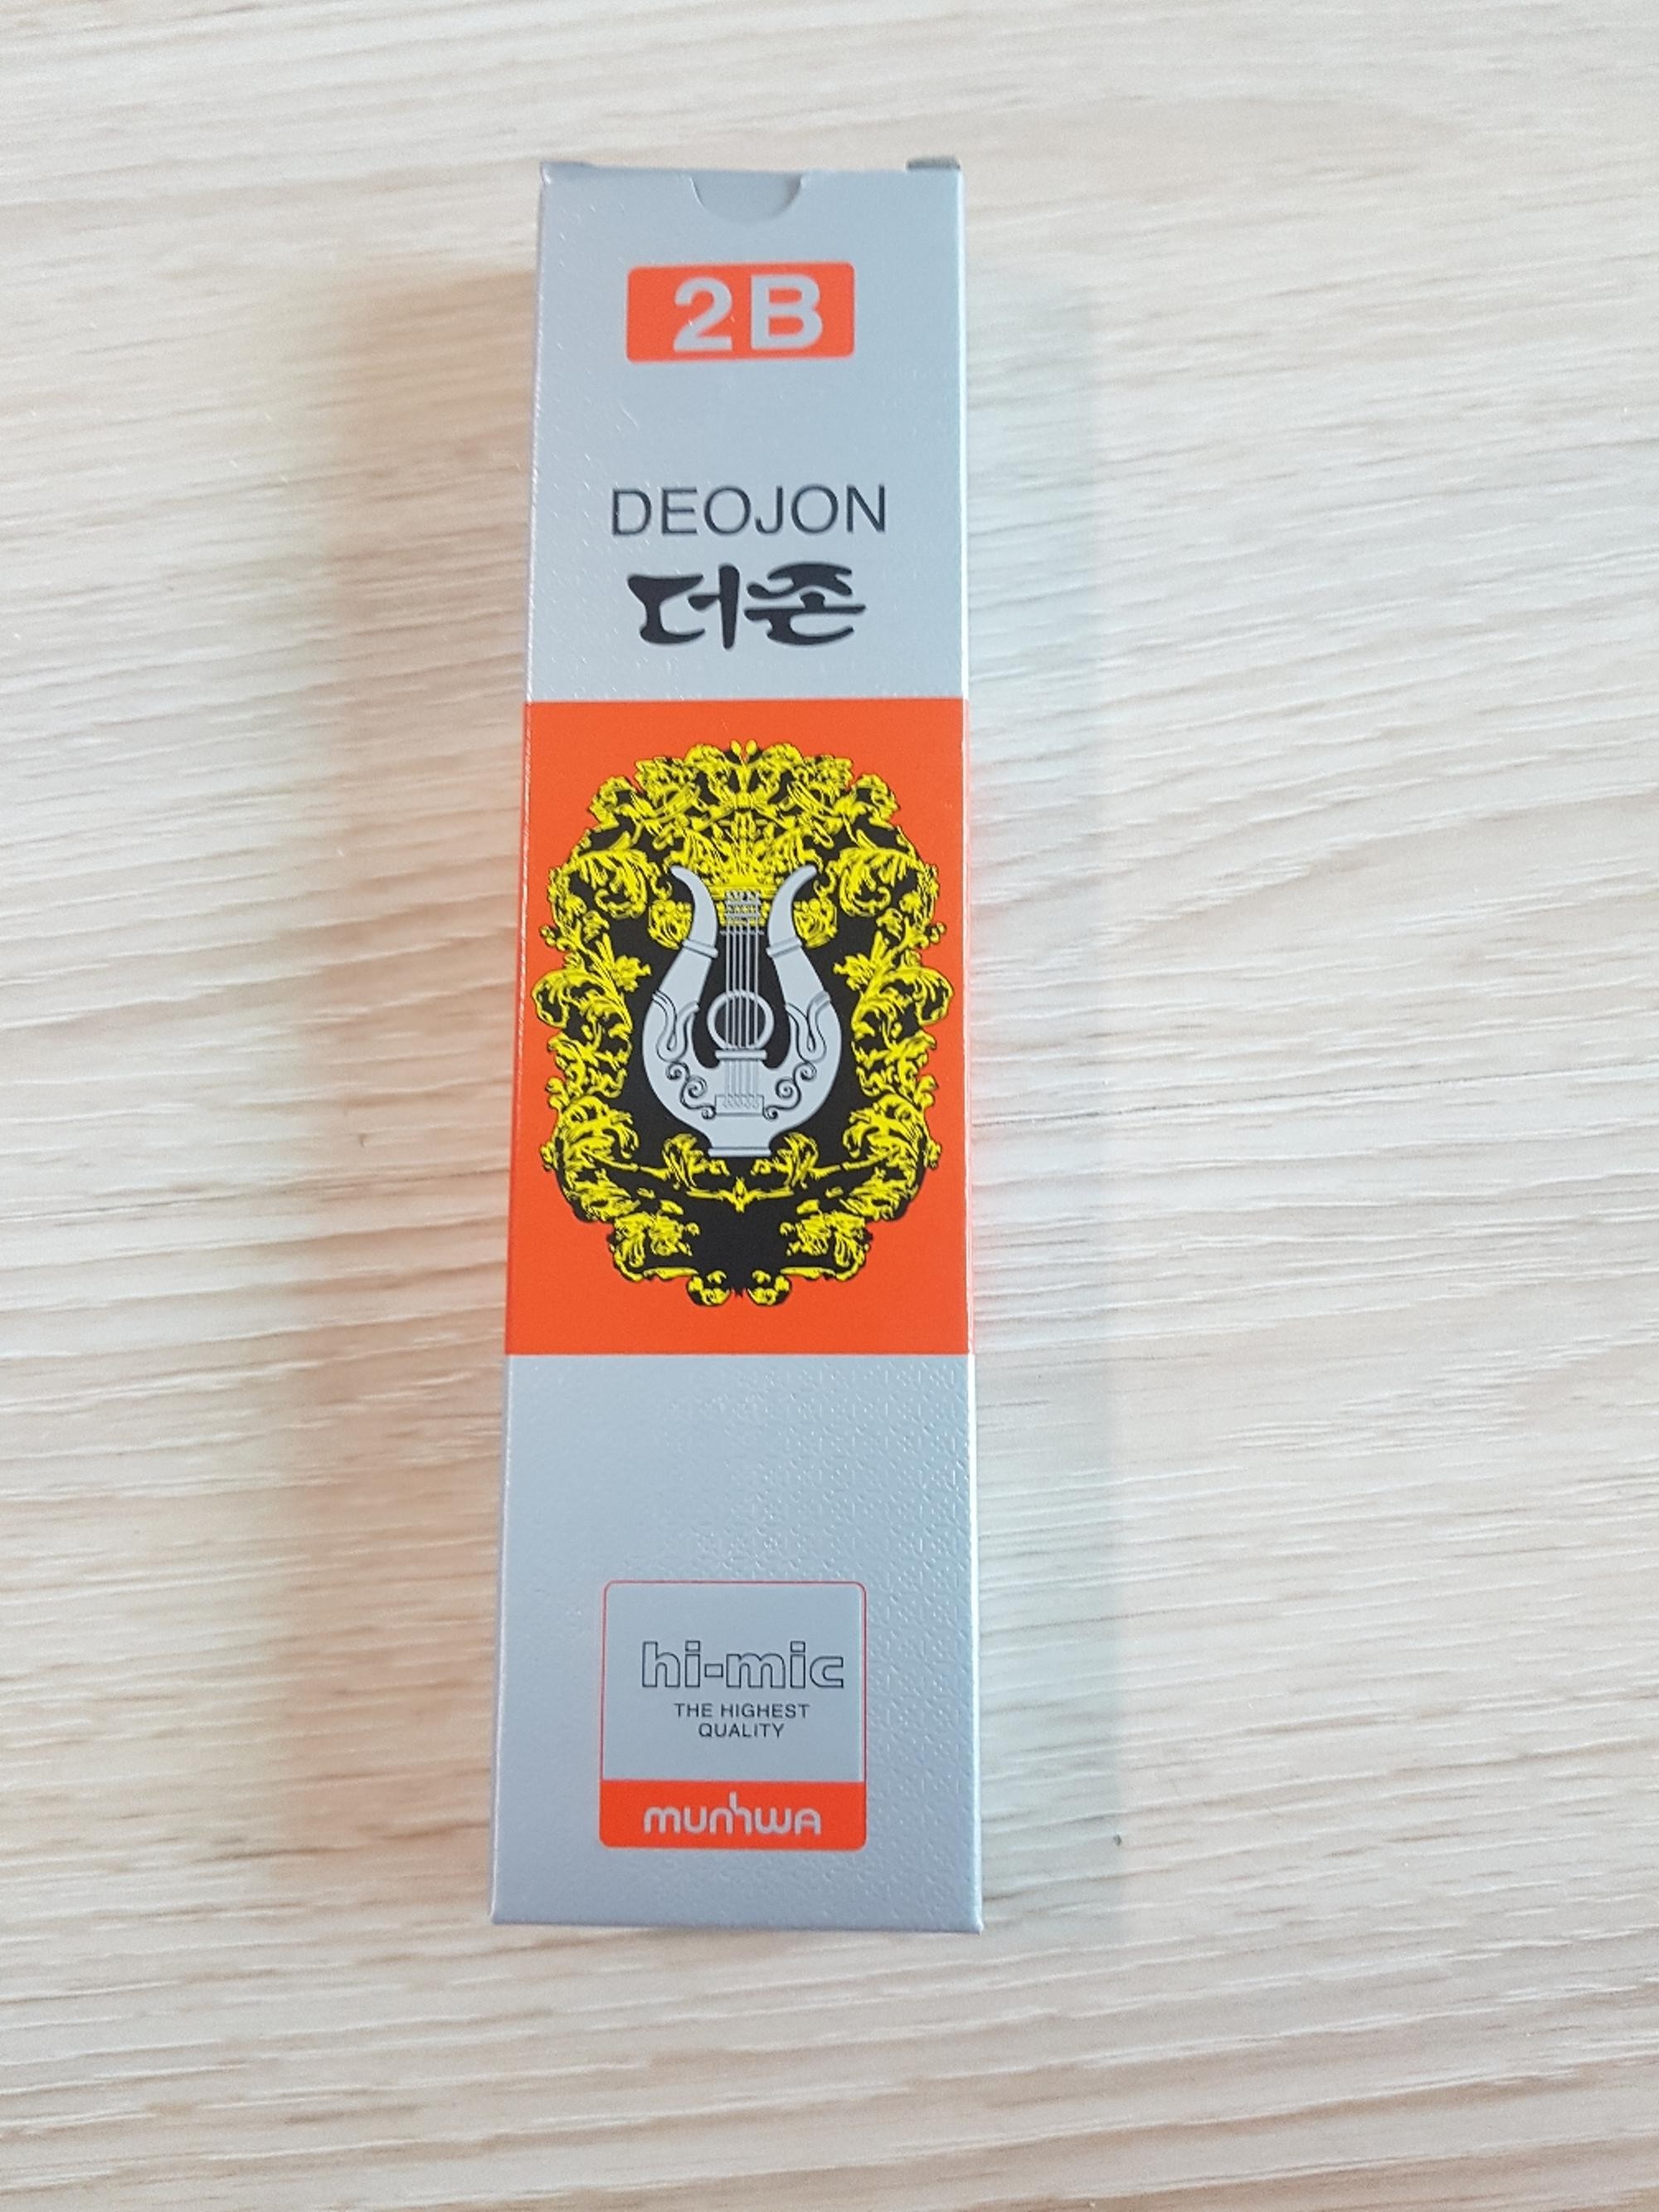 2B
DEOJON
더존
hi-mic
THE HIGHEST
QUALITY
munhwa